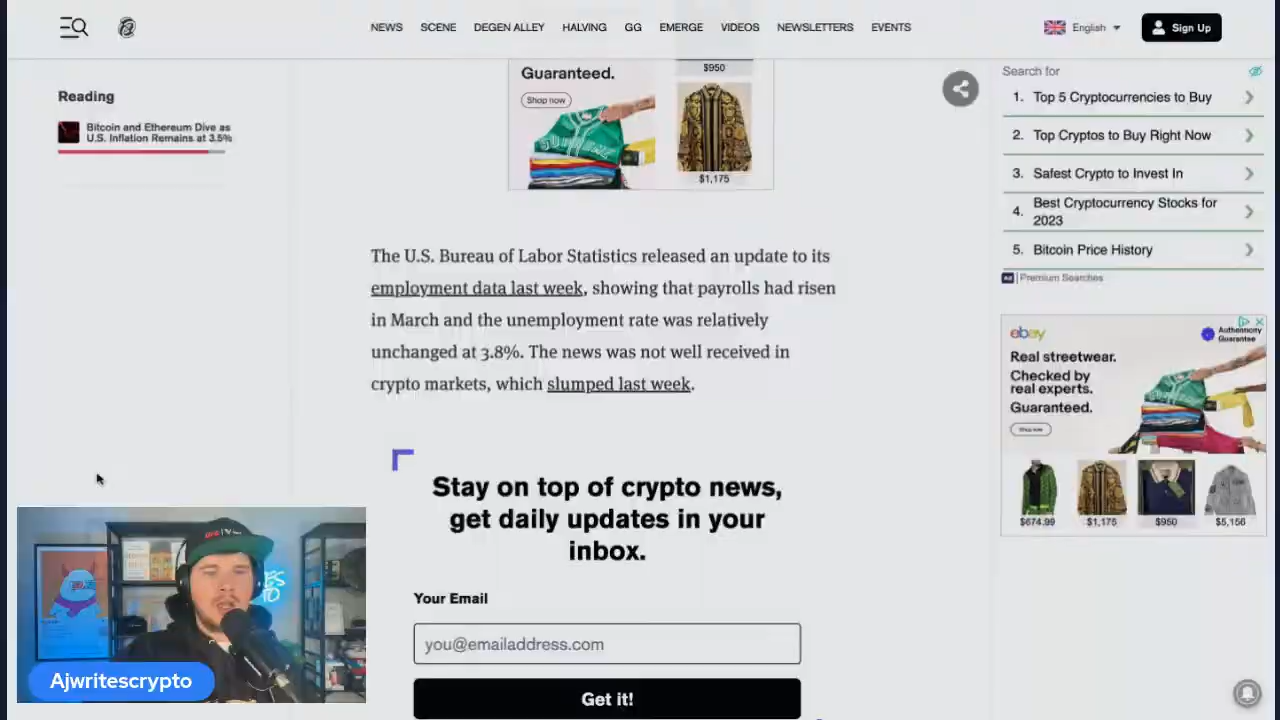 NEWS SCENE DEGEN ALLEY HALVING GG EMERGE VIDEOS NEWSLETTERS EVENTS
English
Sign Up
Reading
Bitcoin and Ethereum Dive as
U.S. Inflation Remains at 3.5%
Guaranteed.
Shop now
$950
$1,175
The U.S. Bureau of Labor Statistics released an update to its
employment data last week, showing that payrolls had risen
in March and the unemployment rate was relatively
unchanged at 3.8%. The news was not well received in
crypto markets, which slumped last week.
Stay on top of crypto news,
get daily updates in your
inbox.
Your Email
you@emailaddress.com
Get it!
Search for
1. Top 5 Cryptocurrencies to Buy
2. Top Cryptos to Buy Right Now
3. Safest Crypto to Invest In
4. Best Cryptocurrency Stocks for
2023
5. Bitcoin Price History
Ad | Premium Searches
ebay
Authenticity
Guarantee
Real streetwear.
Checked by
real experts.
Guaranteed.
Shop now
$674.99 $1,175 $950 $5,156
Ajwritescrypto